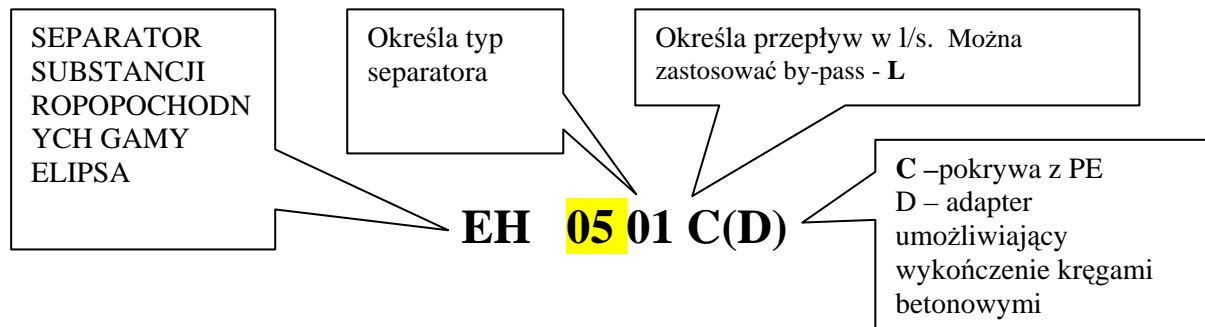 SEPARATOR
SUBSTANCJI
ROPOPOCHODN
YCH GAMY
ELIPSA
Określa typ
separatora
Określa przepływ w l/s. Można
zastosować by-pass - L
C –pokrywa z PE
D – adapter
umożliwiający
wykończenie kręgami
betonowymi
EH 05 01 C(D)